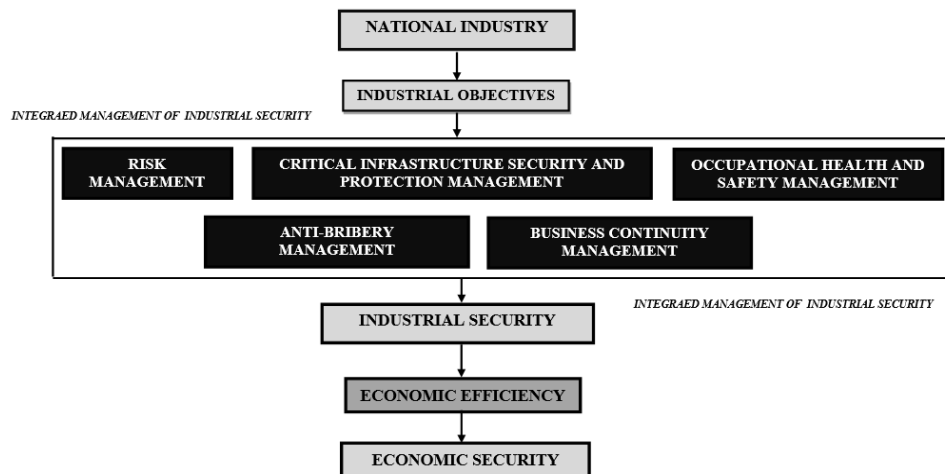 NATIONAL INDUSTRY
INDUSTRIAL OBJECTIVES
INTEGRAED MANAGEMENT OF INDUSTRIAL SECURITY
RISK
MANAGEMENT
CRITICAL INFRASTRUCTURE SECURITY AND
PROTECTION MANAGEMENT
OCCUPATIONAL HEALTH AND
SAFETY MANAGEMENT
ANTI-BRIBERY
MANAGEMENT
BUSINESS CONTINUITY
MANAGEMENT
INTEGRAED MANAGEMENT OF INDUSTRIAL SECURITY
INDUSTRIAL SECURITY
ECONOMIC EFFICIENCY
ECONOMIC SECURITY